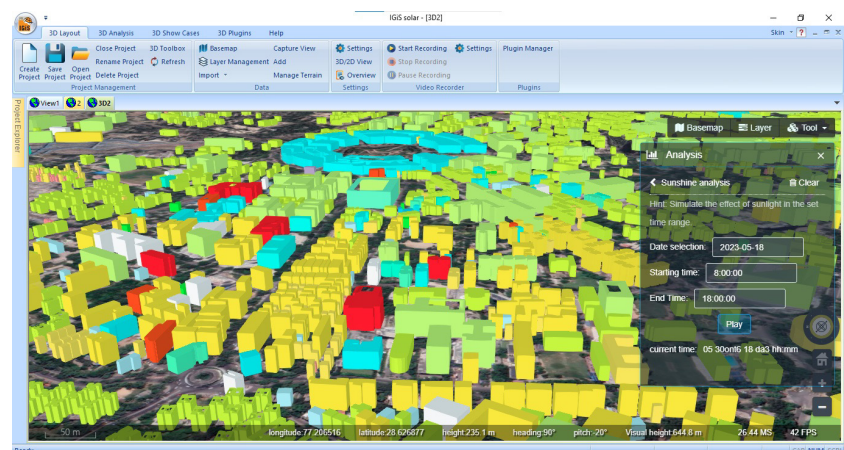 IGiS solar - [3D2]
IGiS
3D Layout 3D Analysis 3D Show Cases 3D Plugins Help
Skin
Create Project
Save Project
Open Project
Close Project
Rename Project
Delete Project
3D Toolbox
Refresh
Project Management
Basemap
Layer Management
Import
Capture View
Add
Manage Terrain
Data
Settings
3D/2D View
Overview
Settings
Start Recording
Settings
Stop Recording
Pause Recording
Video Recorder
Plugin Manager
Plugins
View1 2 3D2
Project Explorer
Basemap Layer Tool
Analysis
Sunshine analysis Clear
Hint: Simulate the effect of sunlight in the set
time range.
Date selection: 2023-05-18
Starting time: 8:00:00
End Time: 18:00:00
Play
current time: 05 30ont6 18 da3 hh:mm
50 m longitude:77.206516 latitude:28.626877 height:235.1 m heading:90° pitch:-20° Visual height:644.8 m 26.44 MS 42 FPS